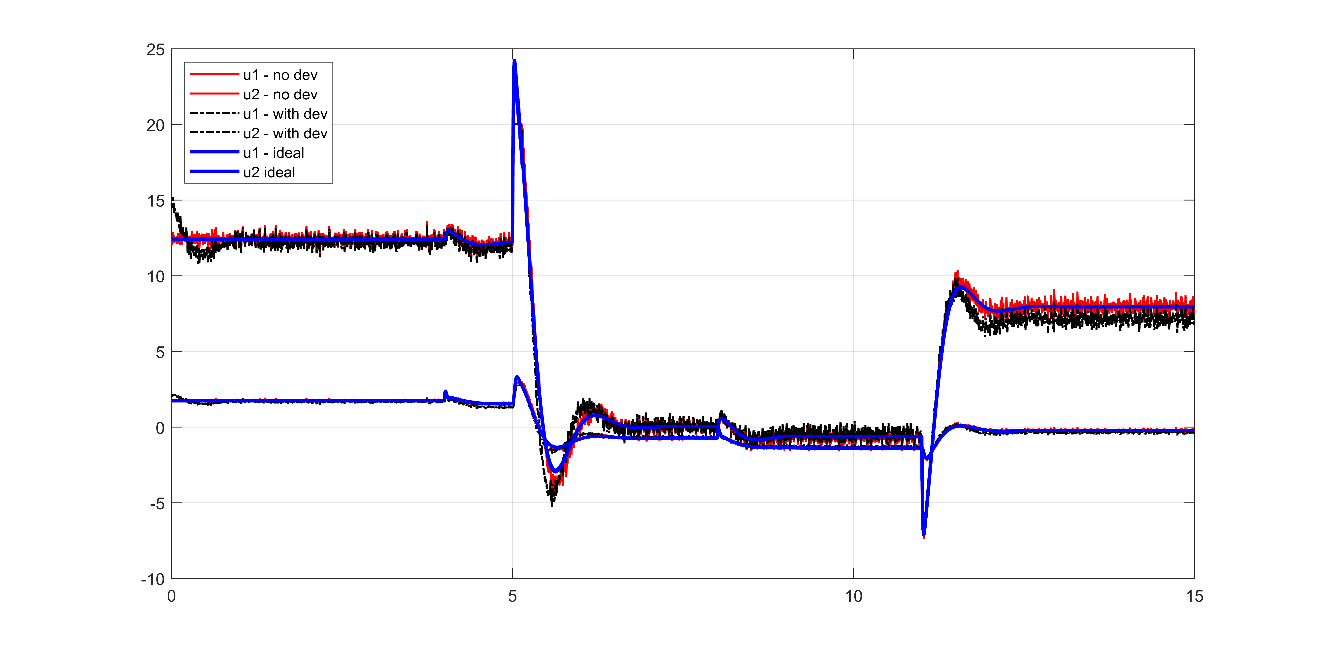 25
20
15
10
5
0
-5
-10
u1 - no dev
u2 - no dev
u1 - with dev
u2 - with dev
u1 - ideal
u2 ideal
0
5
10
15